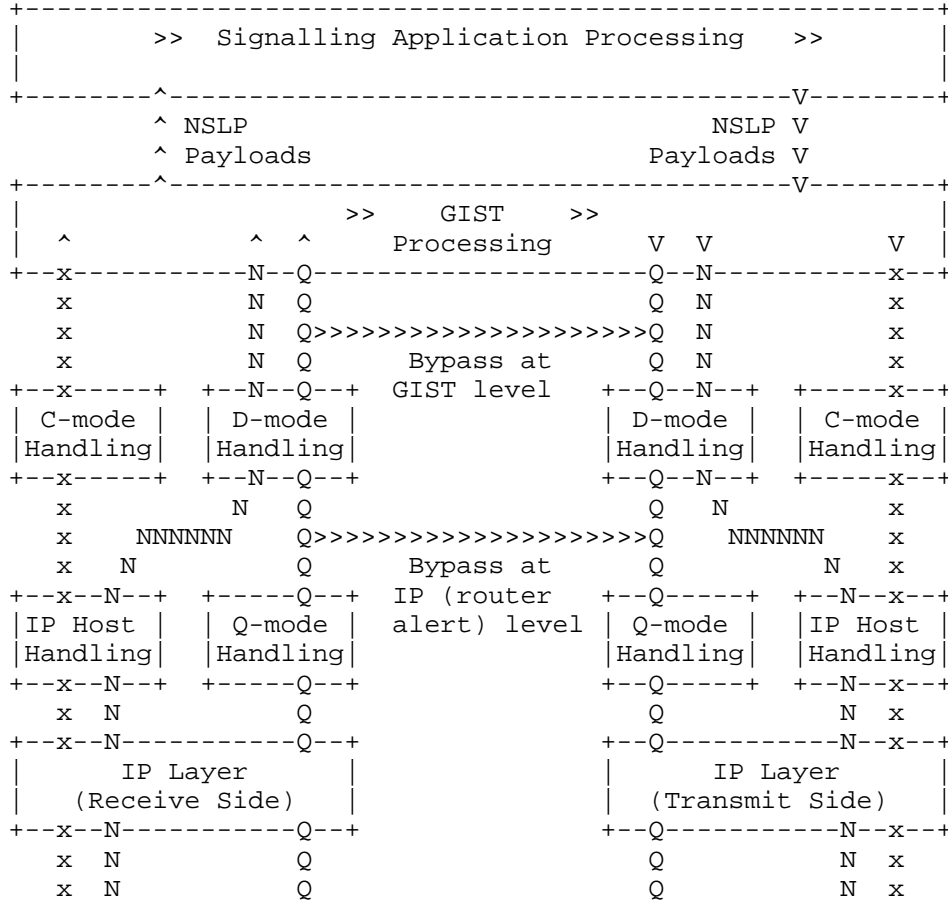 +---------------------------------------------------------+
|        >>  Signalling Application Processing   >>       |
|                                                         |
+--------^---------------------------------------V--------+
         ^ NSLP                             NSLP V
         ^ Payloads                     Payloads V
+--------^---------------------------------------V--------+
|                    >>    GIST    >>                     |
|  ^           ^  ^     Processing      V  V           V  |
+--x-----------N--Q---------------------Q--N-----------x--+
   x           N  Q                     Q  N           x
   x           N  Q>>>>>>>>>>>>>>>>>>>>>Q  N           x
   x           N  Q      Bypass at      Q  N           x
+--x-----+  +--N--Q--+  GIST level   +--Q--N--+  +-----x--+
| C-mode |  | D-mode |               | D-mode |  | C-mode |
|Handling|  |Handling|               |Handling|  |Handling|
+--x-----+  +--N--Q--+               +--Q--N--+  +-----x--+
   x          N   Q                     Q   N          x
   x    NNNNNN    Q>>>>>>>>>>>>>>>>>>>>>Q    NNNNNN    x
   x   N          Q      Bypass at      Q          N   x
+--x--N--+  +-----Q--+  IP (router   +--Q-----+  +--N--x--+
|IP Host |  | Q-mode |  alert) level | Q-mode |  |IP Host |
|Handling|  |Handling|               |Handling|  |Handling|
+--x--N--+  +-----Q--+               +--Q-----+  +--N--x--+
   x  N           Q                     Q           N  x
+--x--N-----------Q--+               +--Q-----------N--x--+
|      IP Layer      |               |      IP Layer      |
|   (Receive Side)   |               |  (Transmit Side)   |
+--x--N-----------Q--+               +--Q-----------N--x--+
   x  N           Q                     Q           N  x
   x  N           Q                     Q           N  x